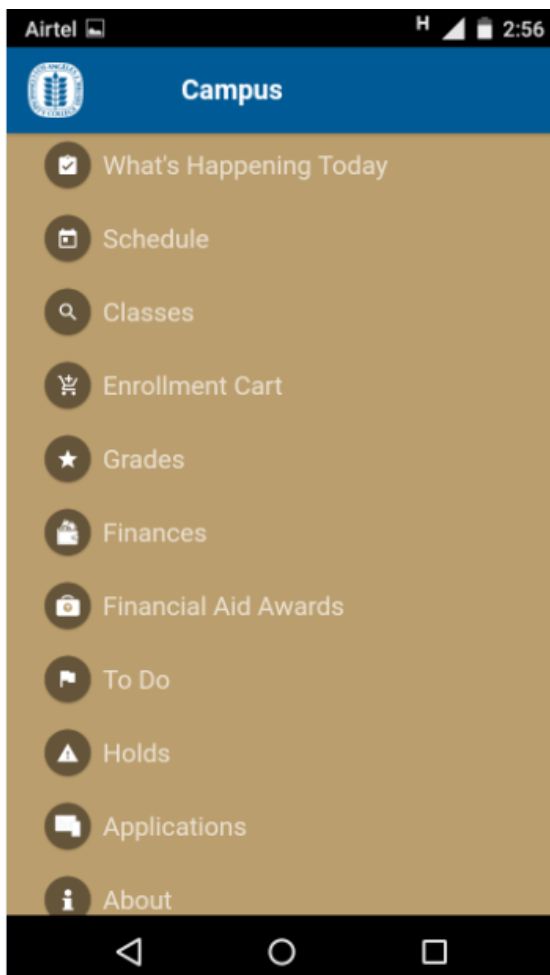 Airtel
H
2:56
Campus
What's Happening Today
Schedule
Classes
Enrollment Cart
Grades
Finances
Financial Aid Awards
To Do
Holds
Applications
About